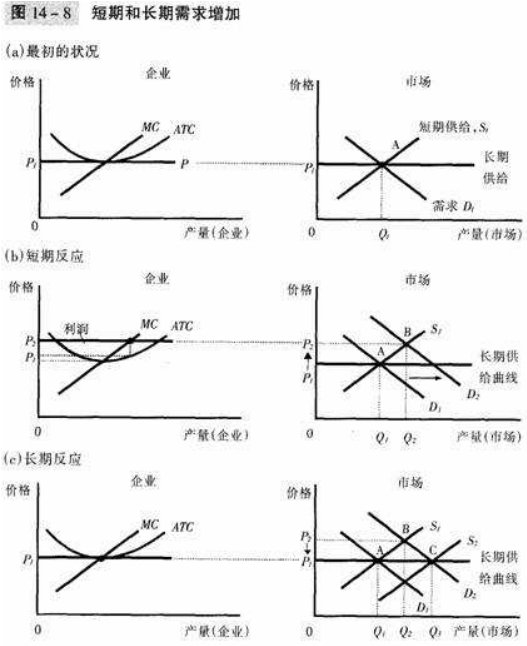 图 14-8 短期和长期需求增加
(a)最初的状况
企业
市场
价格
价格
MC
ATC
短期供给, S₁
A
P₁
P
P₁
长期
供给
需求 D₁
0
产量(企业)
0
Q₁
产量(市场)
(b)短期反应
企业
市场
价格
价格
利润
MC
ATC
B
S₁
P₂
P₂
A
长期供
P₁
P₁
给曲线
D₁
D₂
0
产量(企业)
0
Q₁
Q₂
产量(市场)
(c)长期反应
企业
市场
价格
价格
MC
ATC
S₁
P₂
B
S₂
P₁
P₁
A
C
长期供
给曲线
D₁
D₂
0
产量(企业)
0
Q₁
Q₂
Q₃
产量(市场)